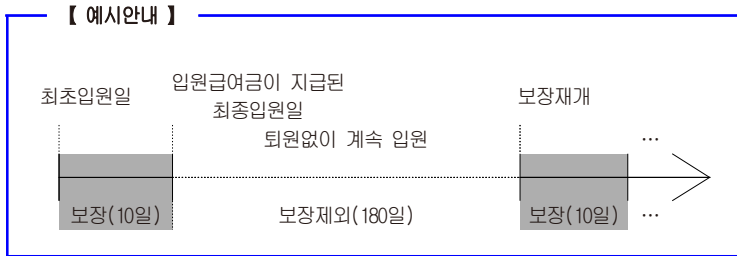 【 예시안내 】
최초입원일
입원급여금이 지급된
최종입원일
보장재개
퇴원없이 계속 입원
…
보장(10일)
보장제외(180일)
보장(10일)
…